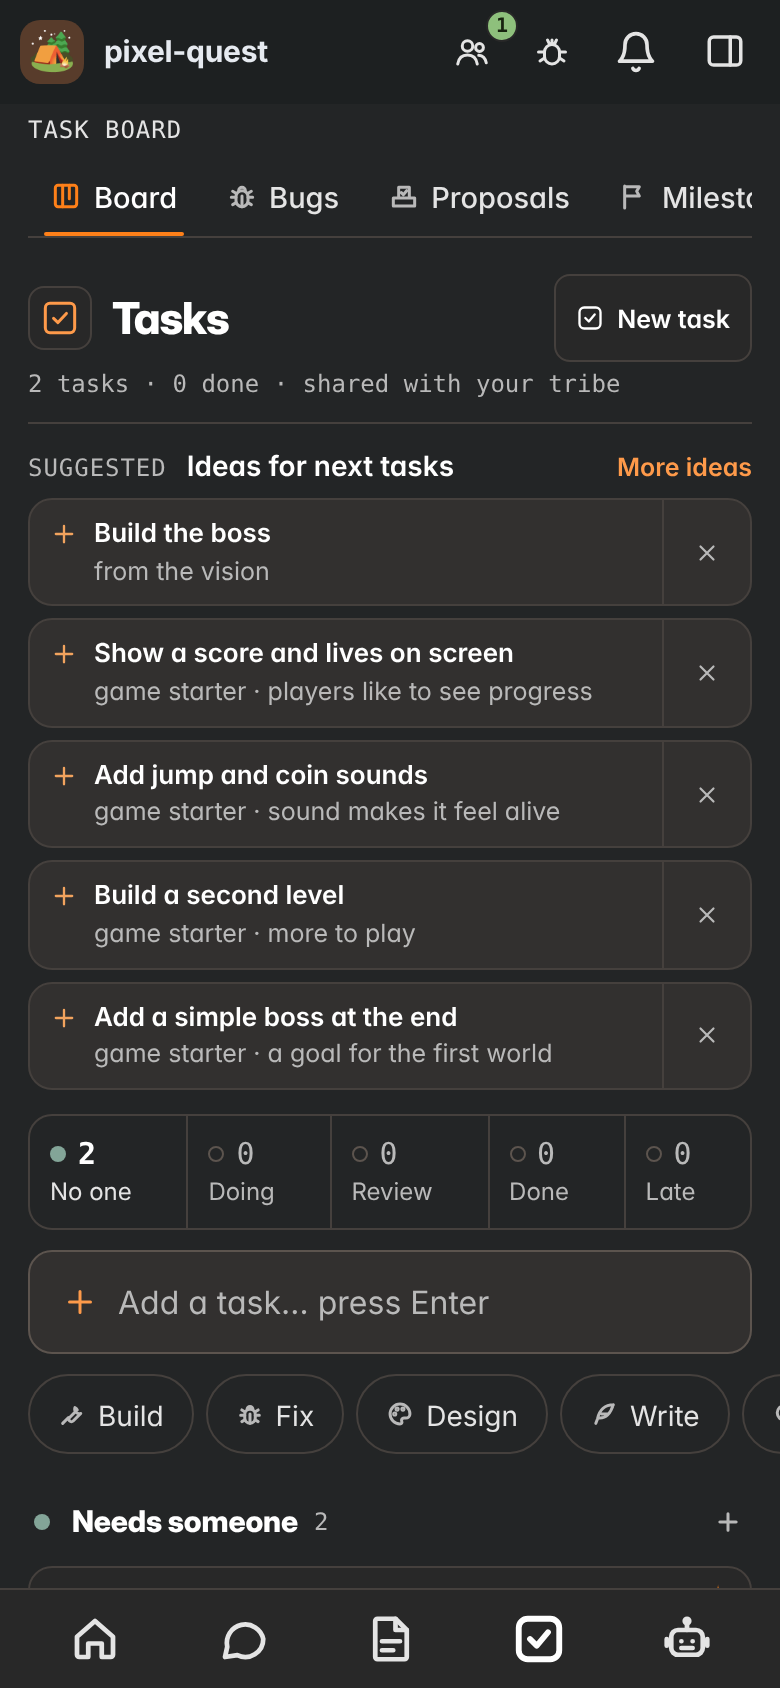 pixel-quest
1
TASK BOARD
Board
Bugs
Proposals
Milesto
Tasks
New task
2 tasks · 0 done · shared with your tribe
SUGGESTED Ideas for next tasks
More ideas
Build the boss
from the vision
Show a score and lives on screen
game starter · players like to see progress
Add jump and coin sounds
game starter · sound makes it feel alive
Build a second level
game starter · more to play
Add a simple boss at the end
game starter · a goal for the first world
2
No one
0
Doing
0
Review
0
Done
0
Late
Add a task... press Enter
Build
Fix
Design
Write
Needs someone 2